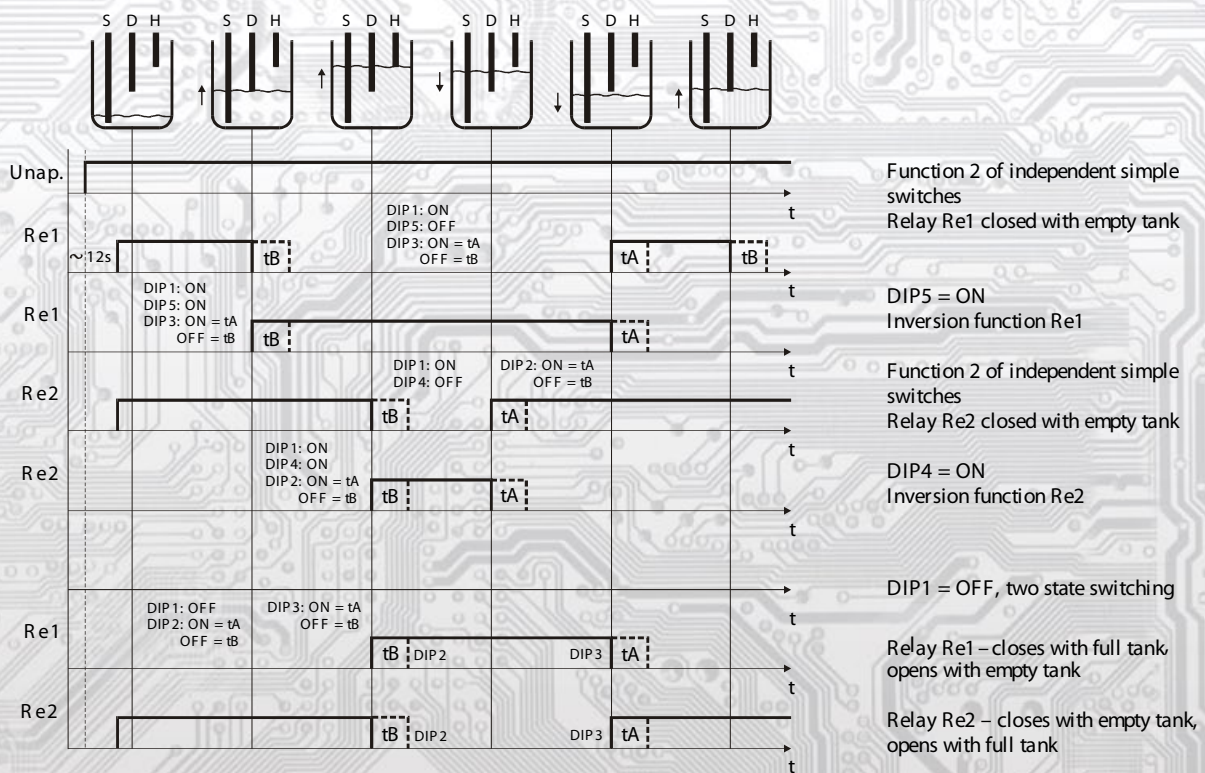 S D H
S D H
S D H
S D H
S D H
S D H
Unap.
t
Function 2 of independent simple
switches
Relay Re1 closed with empty tank
Re1
~12s
tB
DIP1: ON
DIP5: OFF
DIP3: ON = tA
OFF = tB
tA
tB
t
Re1
DIP1: ON
DIP5: ON
DIP3: ON = tA
OFF = tB
tB
tA
t
DIP5 = ON
Inversion function Re1
Re2
DIP1: ON
DIP4: OFF
DIP2: ON = tA
OFF = tB
tB
tA
t
Function 2 of independent simple
switches
Relay Re2 closed with empty tank
Re2
DIP1: ON
DIP4: ON
DIP2: ON = tA
OFF = tB
tB
tA
t
DIP4 = ON
Inversion function Re2
DIP1 = OFF, two state switching
t
Re1
DIP1: OFF
DIP2: ON = tA
OFF = tB
DIP3: ON = tA
OFF = tB
tB DIP2
DIP3 tA
t
Relay Re1 – closes with full tank,
opens with empty tank
Re2
tB DIP2
DIP3 tA
t
Relay Re2 – closes with empty tank,
opens with full tank